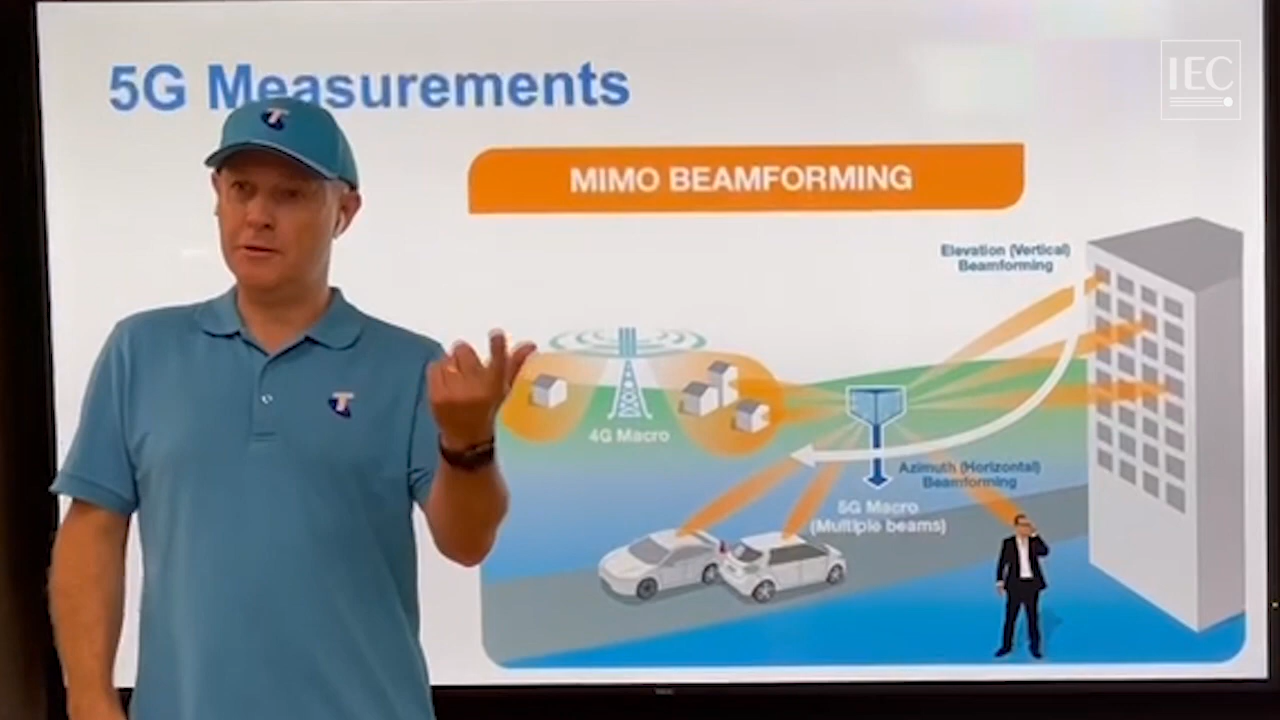 5G Measurements
IEC
MIMO BEAMFORMING
Elevation (Vertical)
Beamforming
4G Macro
Azimuth (Horizontal)
Beamforming
5G Macro
(Multiple beams)
T
T